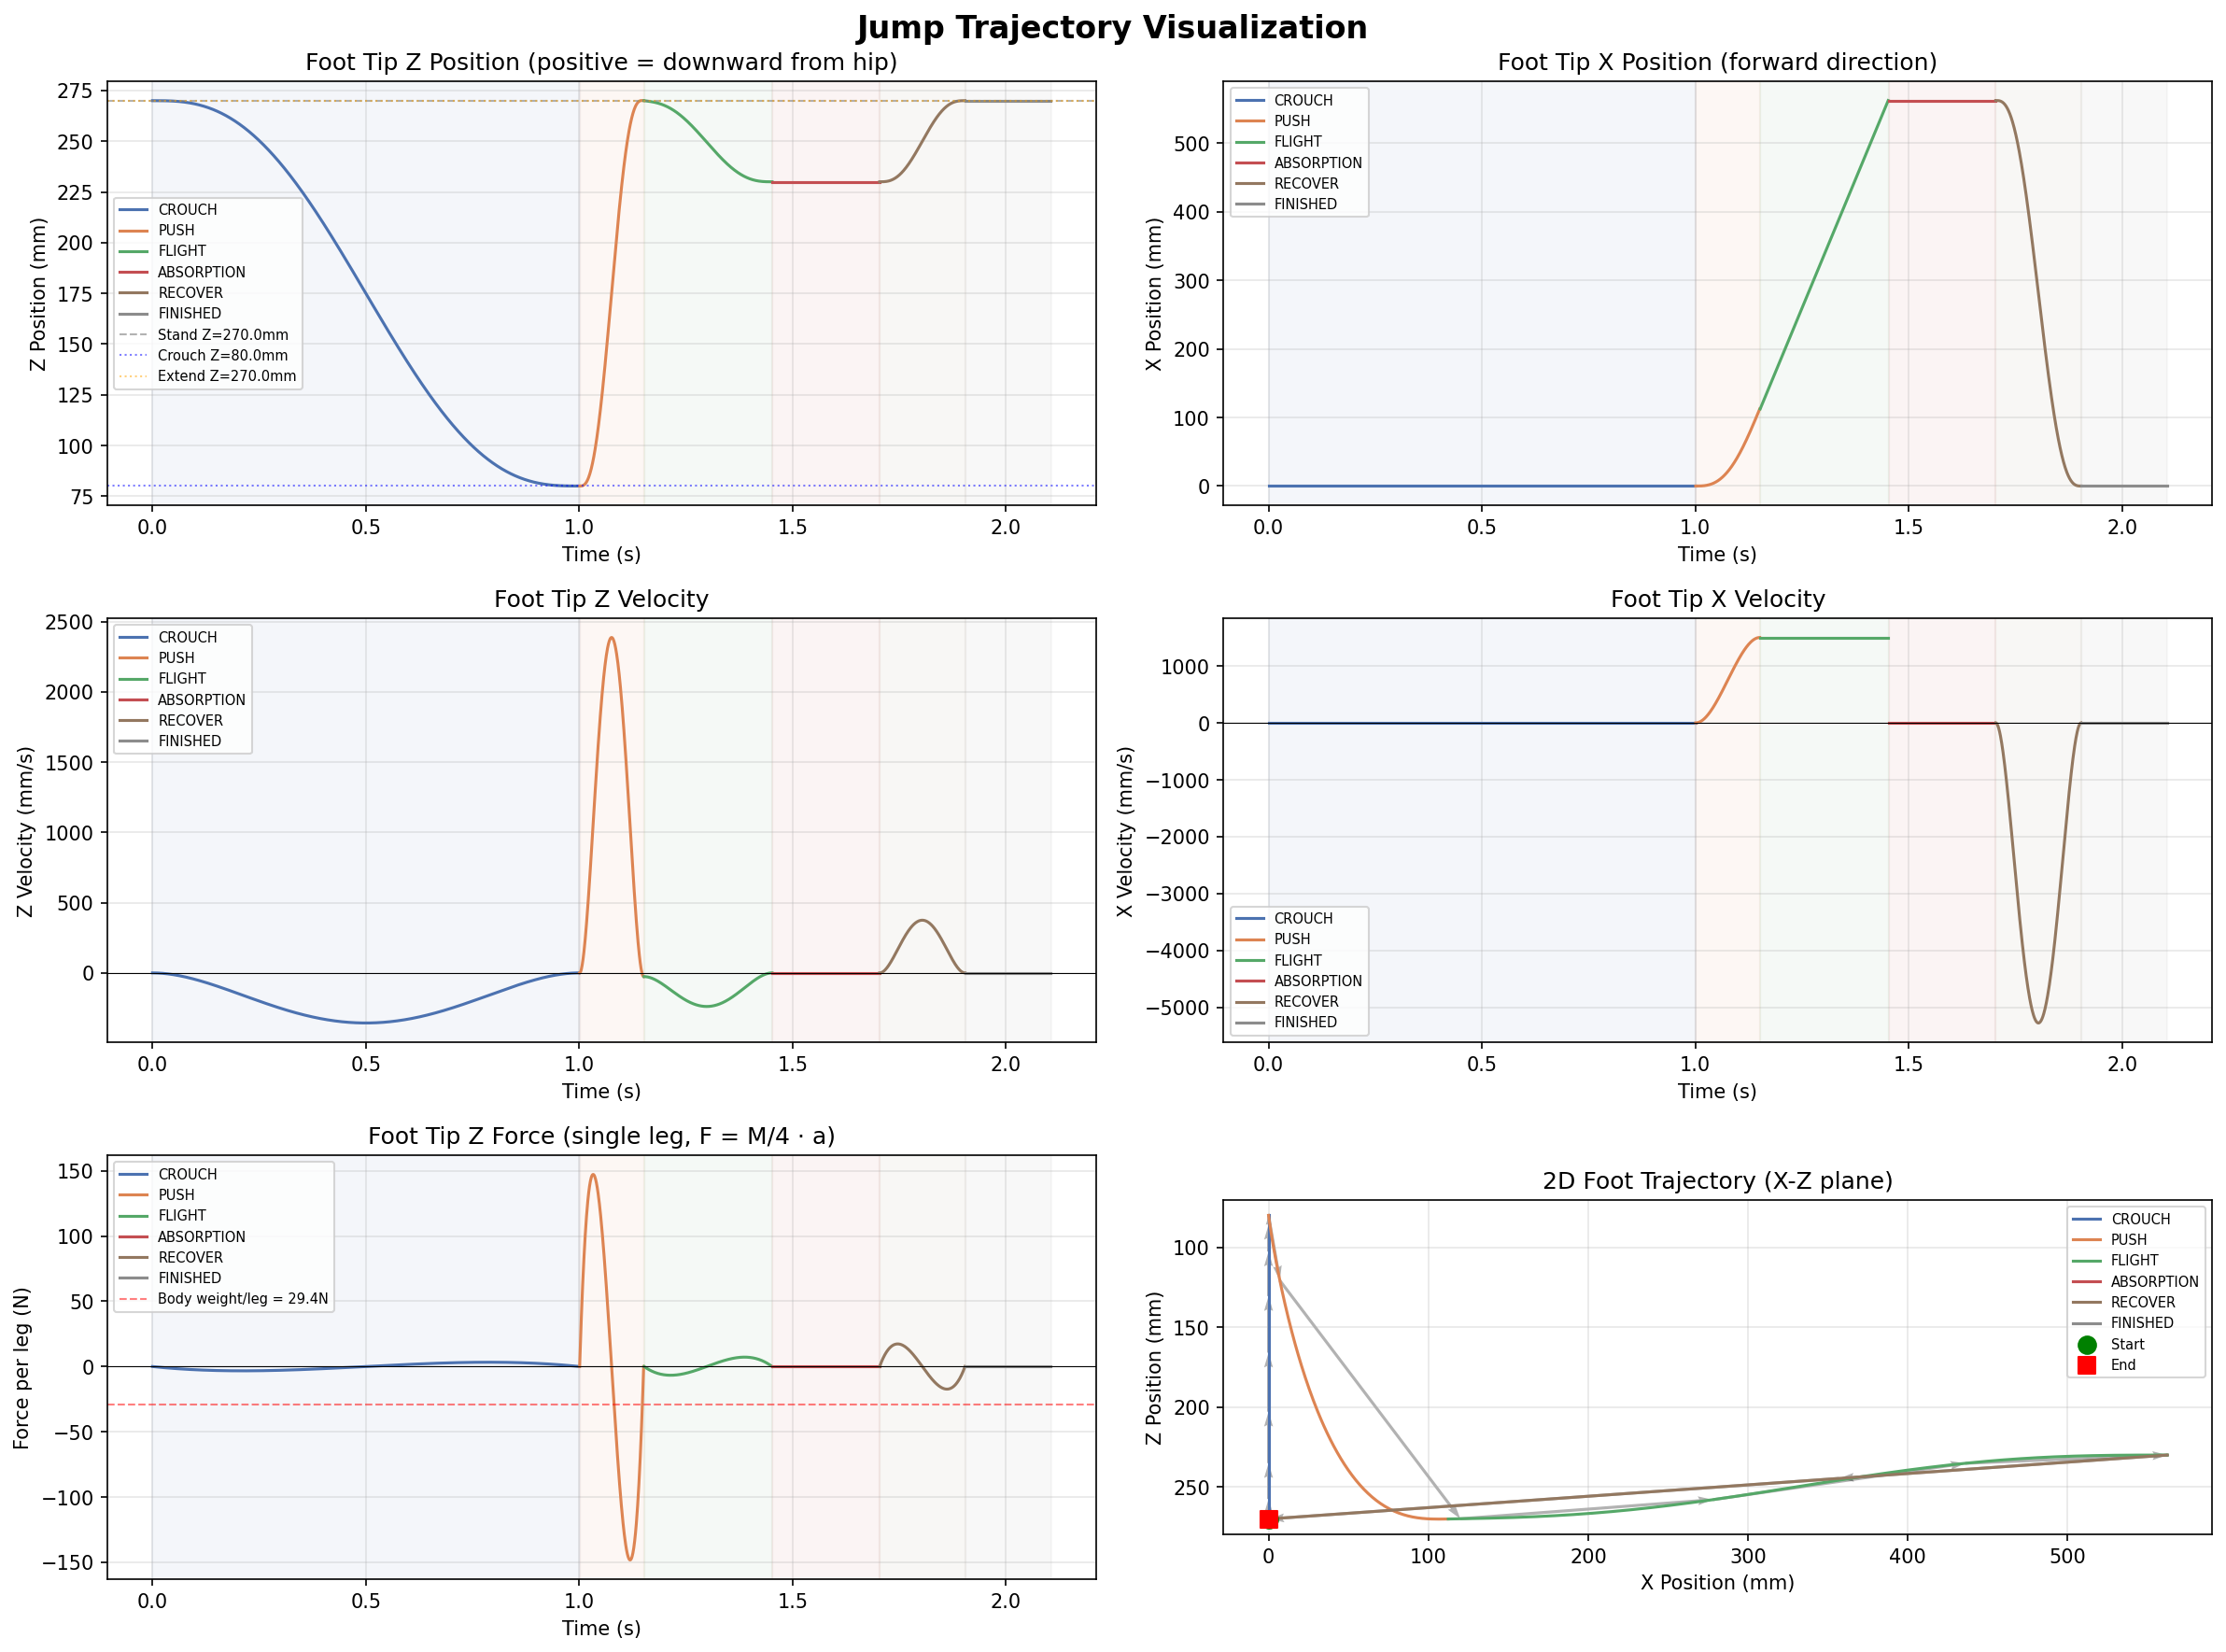 Jump Trajectory Visualization
Foot Tip Z Position (positive = downward from hip)
275
250
225
200
175
150
125
100
75
Z Position (mm)
CROUCH
PUSH
FLIGHT
ABSORPTION
RECOVER
FINISHED
Stand Z=270.0mm
Crouch Z=80.0mm
Extend Z=270.0mm
0.0 0.5 1.0 1.5 2.0
Time (s)
Foot Tip X Position (forward direction)
500
400
300
200
100
0
X Position (mm)
CROUCH
PUSH
FLIGHT
ABSORPTION
RECOVER
FINISHED
0.0 0.5 1.0 1.5 2.0
Time (s)
Foot Tip Z Velocity
2500
2000
1500
1000
500
0
Z Velocity (mm/s)
CROUCH
PUSH
FLIGHT
ABSORPTION
RECOVER
FINISHED
0.0 0.5 1.0 1.5 2.0
Time (s)
Foot Tip X Velocity
1000
0
−1000
−2000
−3000
−4000
−5000
X Velocity (mm/s)
CROUCH
PUSH
FLIGHT
ABSORPTION
RECOVER
FINISHED
0.0 0.5 1.0 1.5 2.0
Time (s)
Foot Tip Z Force (single leg, F = M/4 · a)
150
100
50
0
−50
−100
−150
Force per leg (N)
CROUCH
PUSH
FLIGHT
ABSORPTION
RECOVER
FINISHED
Body weight/leg = 29.4N
0.0 0.5 1.0 1.5 2.0
Time (s)
2D Foot Trajectory (X-Z plane)
100
150
200
250
Z Position (mm)
CROUCH
PUSH
FLIGHT
ABSORPTION
RECOVER
FINISHED
Start
End
0 100 200 300 400 500
X Position (mm)